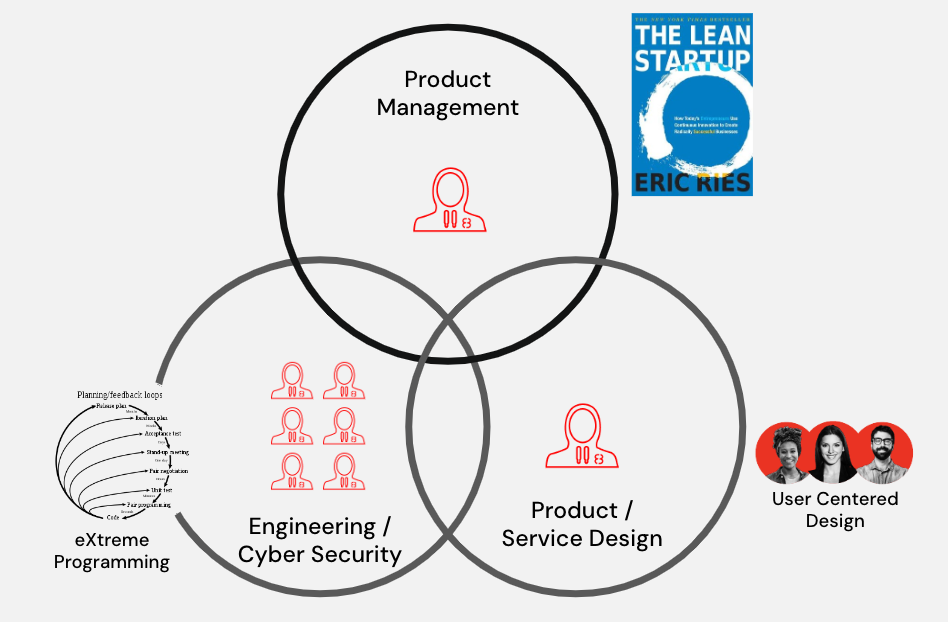 Product
Management
THE NEW YORK TIMES BESTSELLER
THE LEAN
STARTUP
How Today's Entrepreneurs Use
Continuous Innovation to Create
Radically Successful Businesses
ERIC RIES
Planning/feedback loops
Release plan
Months
Iteration plan
Weeks
Acceptance test
Days
Stand-up meeting
One day
Pair negotiation
Hours
Unit test
Minutes
Pair programming
Seconds
Code
eXtreme
Programming
Engineering /
Cyber Security
Product /
Service Design
User Centered
Design